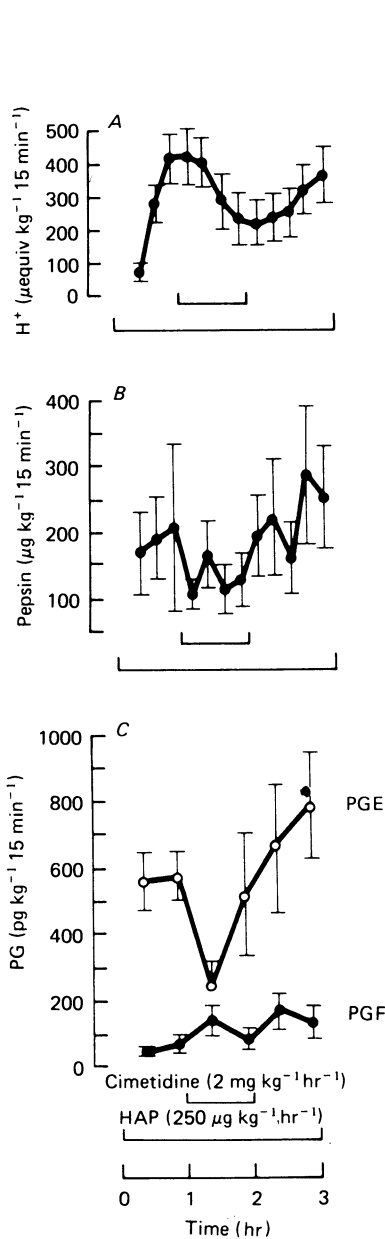 A
H⁺ (μequiv kg⁻¹ 15 min⁻¹)
500
400
300
200
100
0
B
Pepsin (μg kg⁻¹ 15 min⁻¹)
400
300
200
100
C
PG (pg kg⁻¹ 15 min⁻¹)
1000
800
600
400
200
0
PGE
PGF
Cimetidine (2 mg kg⁻¹hr⁻¹)
HAP (250 μg kg⁻¹,hr⁻¹)
0 1 2 3
Time (hr)